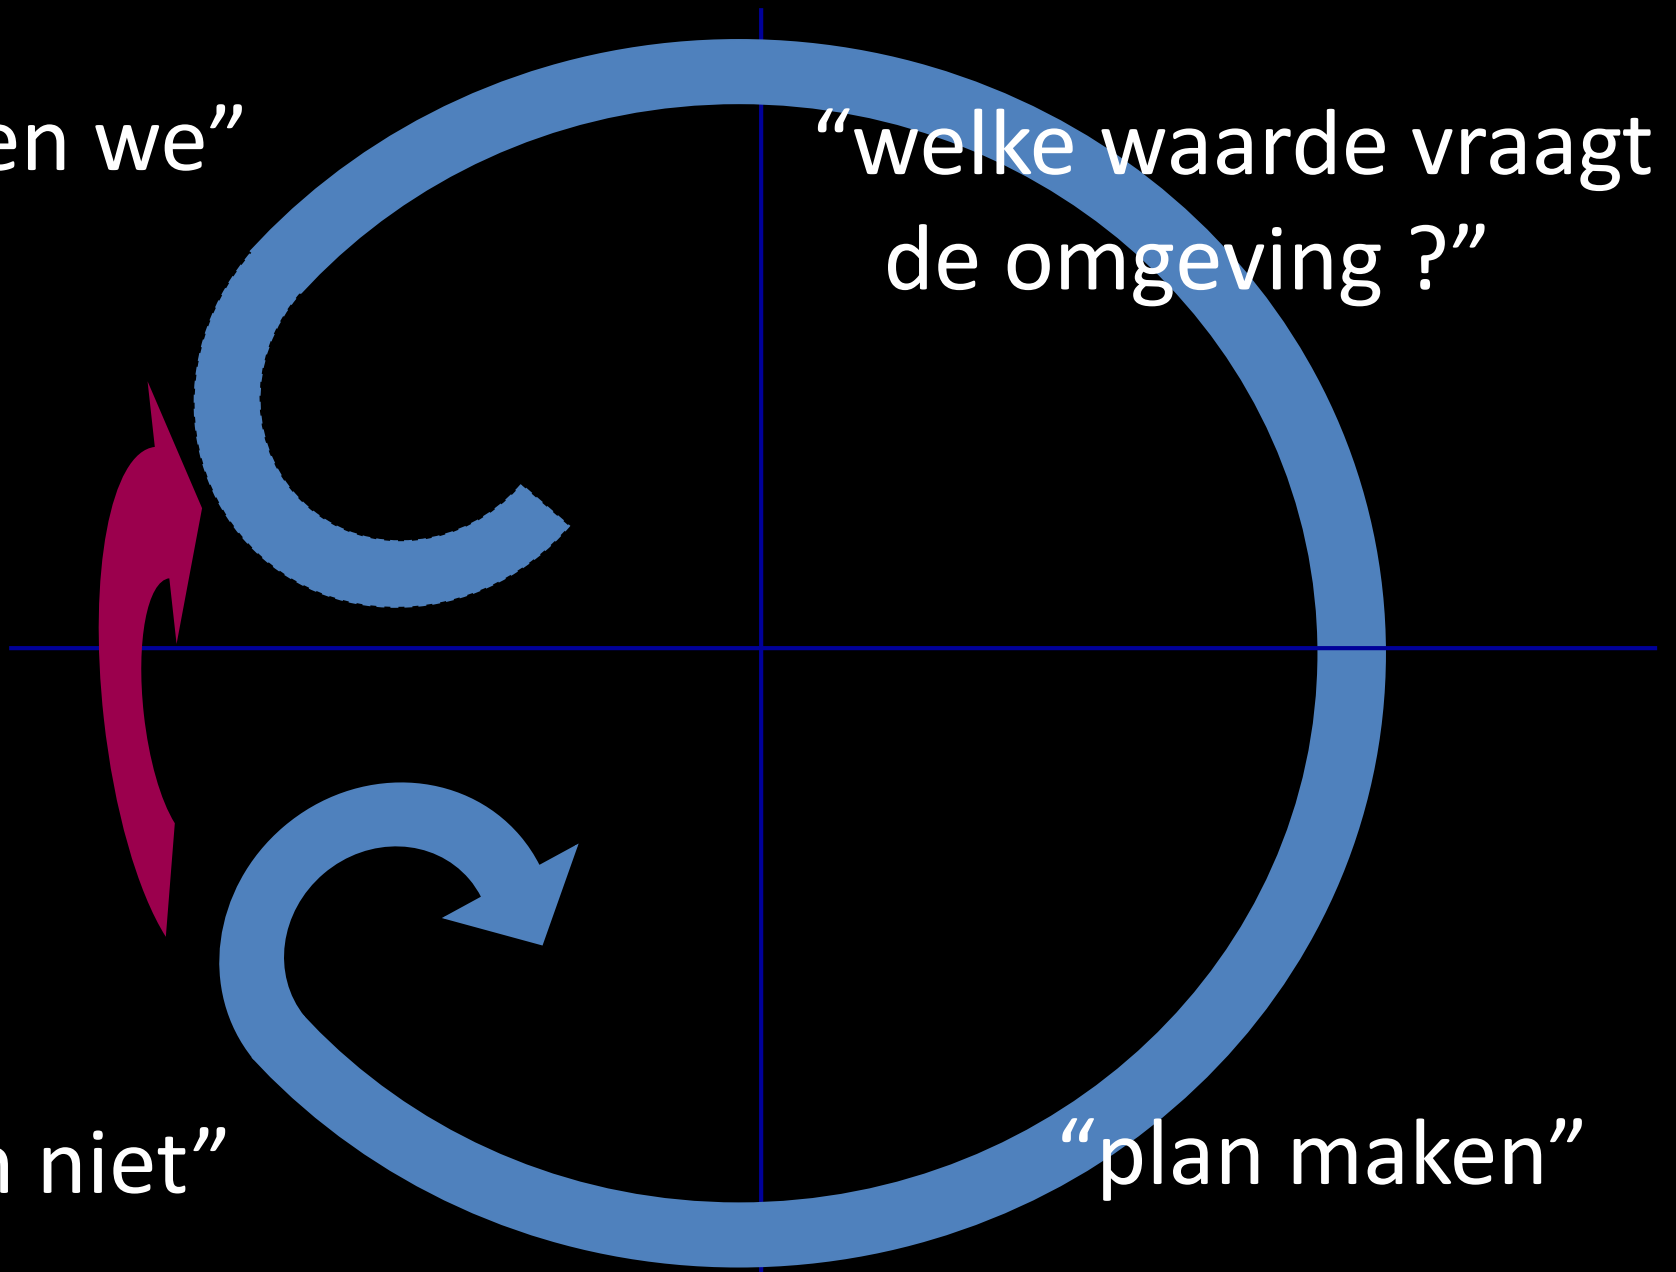 en we”
“welke waarde vraagt
de omgeving ?”
niet”
“plan maken”